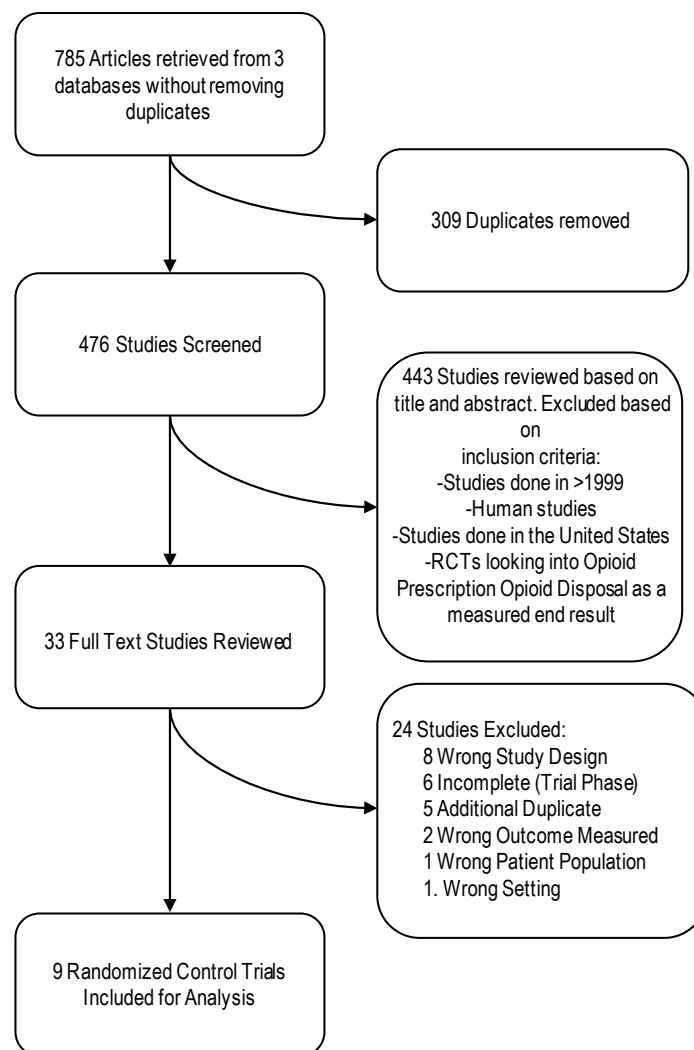 785 Articles retrieved from 3
databases without removing
duplicates
309 Duplicates removed
476 Studies Screened
443 Studies reviewed based on
title and abstract. Excluded based
on
inclusion criteria:
-Studies done in >1999
-Human studies
-Studies done in the United States
-RCTs looking into Opioid
Prescription Opioid Disposal as a
measured end result
33 Full Text Studies Reviewed
24 Studies Excluded:
8 Wrong Study Design
6 Incomplete (Trial Phase)
5 Additional Duplicate
2 Wrong Outcome Measured
1 Wrong Patient Population
1. Wrong Setting
9 Randomized Control Trials
Included for Analysis